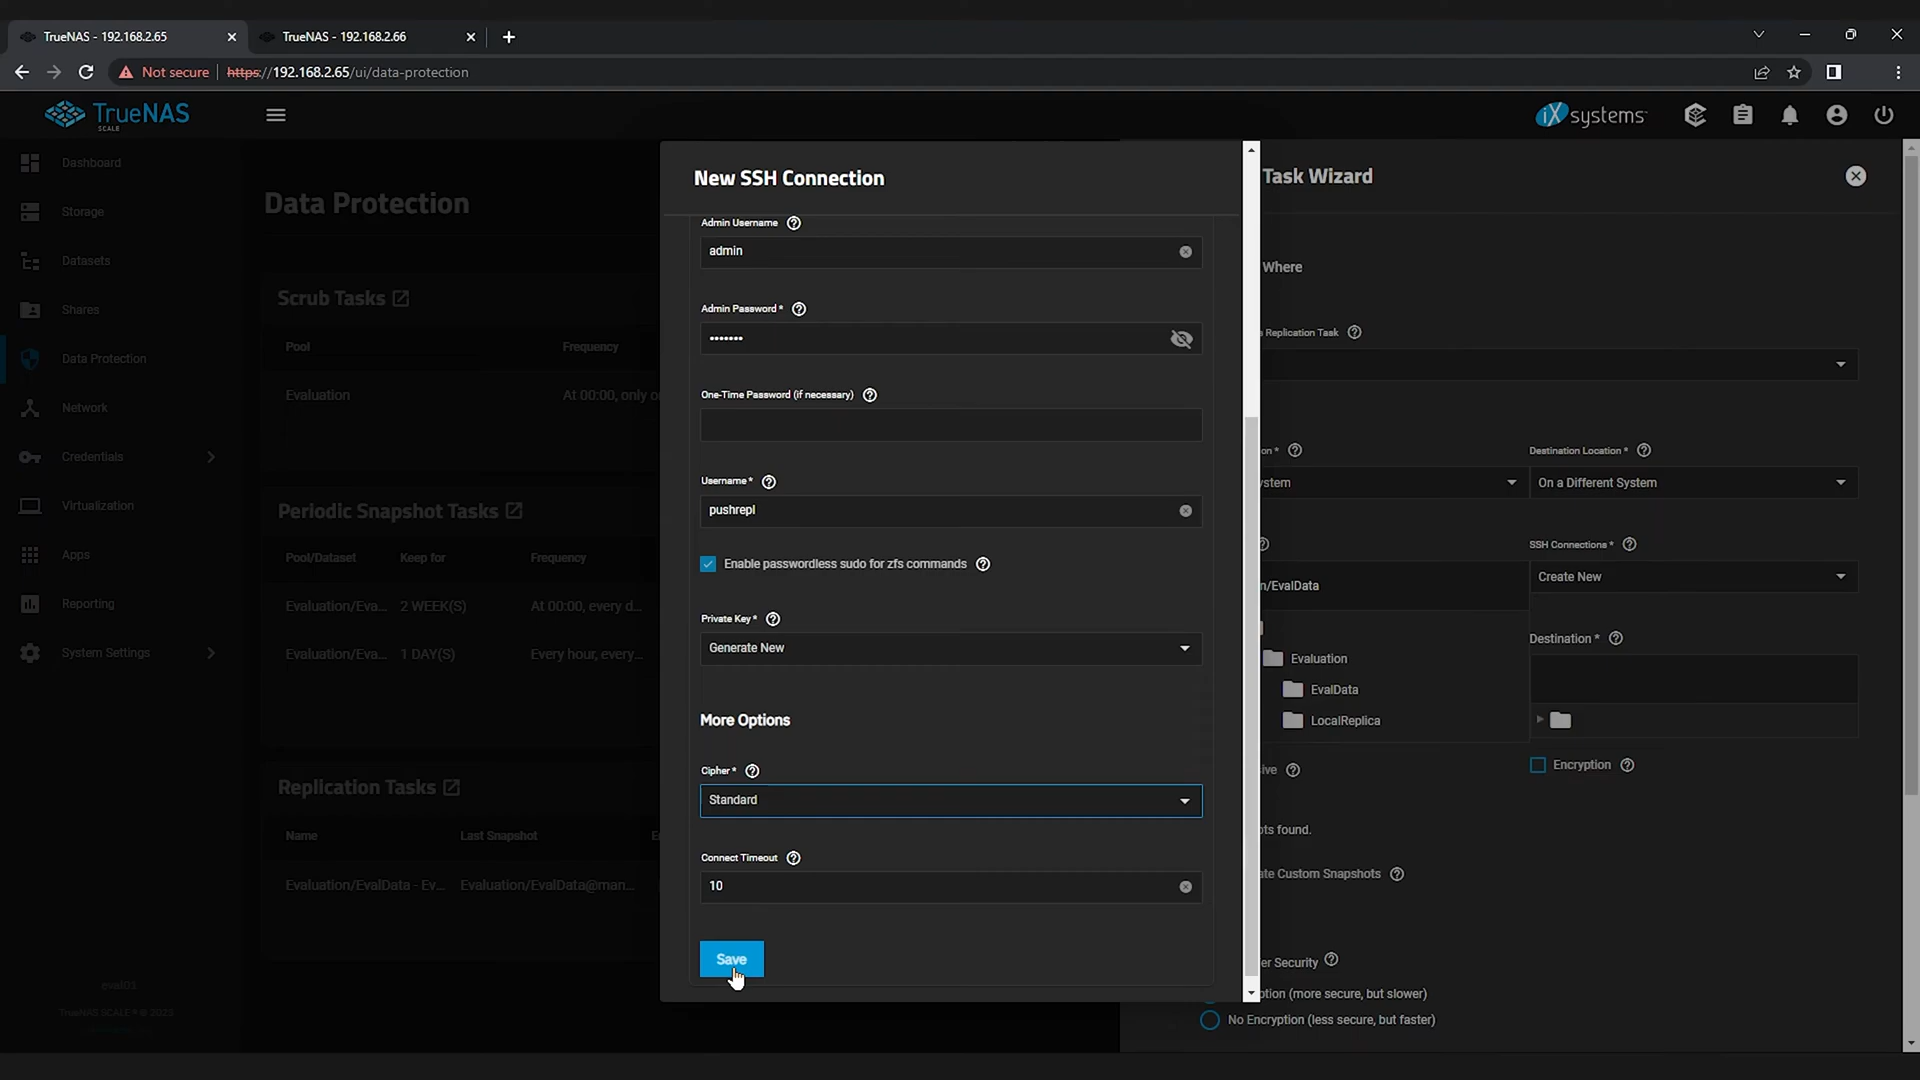 TrueNAS - 192.168.2.65
TrueNAS - 192.168.2.66
Not secure
https://192.168.2.65/ui/data-protection
TrueNAS
SCALE
iXsystems
Dashboard
Storage
Datasets
Shares
Data Protection
Network
Credentials
Virtualization
Apps
Reporting
System Settings
eval01
TrueNAS SCALE ® © 2023
Data Protection
Scrub Tasks
Pool
Frequency
Evaluation
At 00:00, only o
Periodic Snapshot Tasks
Pool/Dataset
Keep for
Frequency
Evaluation/Eva...
2 WEEK(S)
At 00:00, every d...
Evaluation/Eva...
1 DAY(S)
Every hour, every...
Replication Tasks
Name
Last Snapshot
Evaluation/EvalData - Ev...
Evaluation/EvalData@man...
New SSH Connection
Admin Username
admin
Admin Password *
•••••••
One-Time Password (if necessary)
Username *
pushrepl
Enable passwordless sudo for zfs commands
Private Key *
Generate New
More Options
Cipher *
Standard
Connect Timeout
10
Save
Task Wizard
Where
Replication Task
on *
Destination Location *
stem
On a Different System
SSH Connections *
n/EvalData
Create New
Evaluation
EvalData
LocalReplica
Destination *
ive
Encryption
ts found.
te Custom Snapshots
er Security
ption (more secure, but slower)
No Encryption (less secure, but faster)